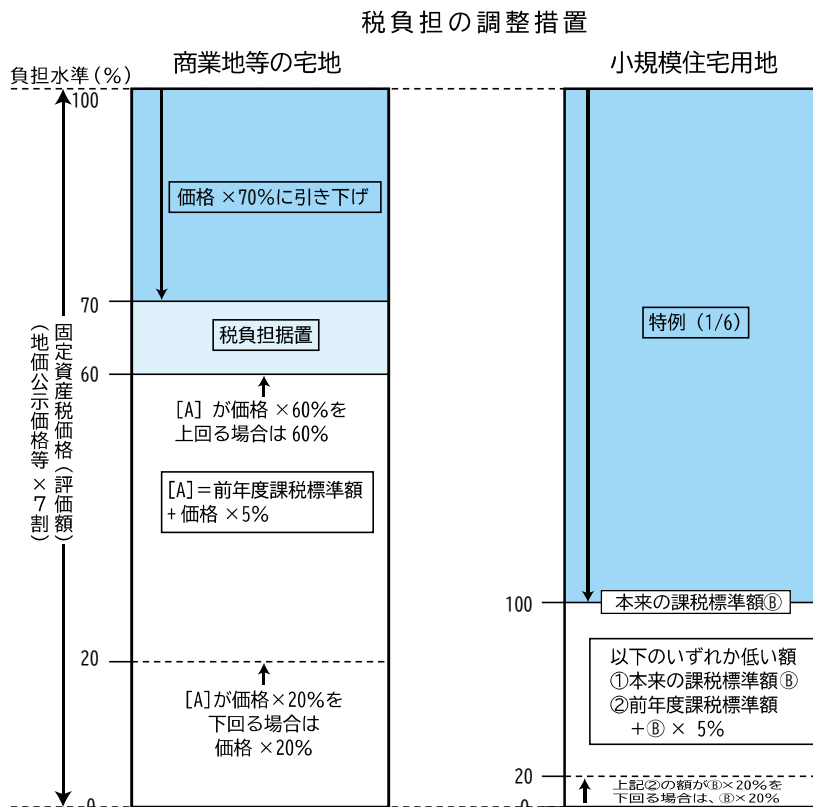 税負担の調整措置
商業地等の宅地
小規模住宅用地
負担水準(%)
100
価格×70%に引き下げ
70
税負担据置
60
[A] が価格×60%を
上回る場合は60%
[A]＝前年度課税標準額
+価格×5%
20
[A]が価格×20%を
下回る場合は
価格×20%
0
固定資産税価格(評価額)
(地価公示価格等×7割)
特例 (1/6)
100
本来の課税標準額Ⓑ
以下のいずれか低い額
①本来の課税標準額Ⓑ
②前年度課税標準額
+Ⓑ× 5%
20
上記②の額がⒷ×20%を
下回る場合は、Ⓑ×20%
0